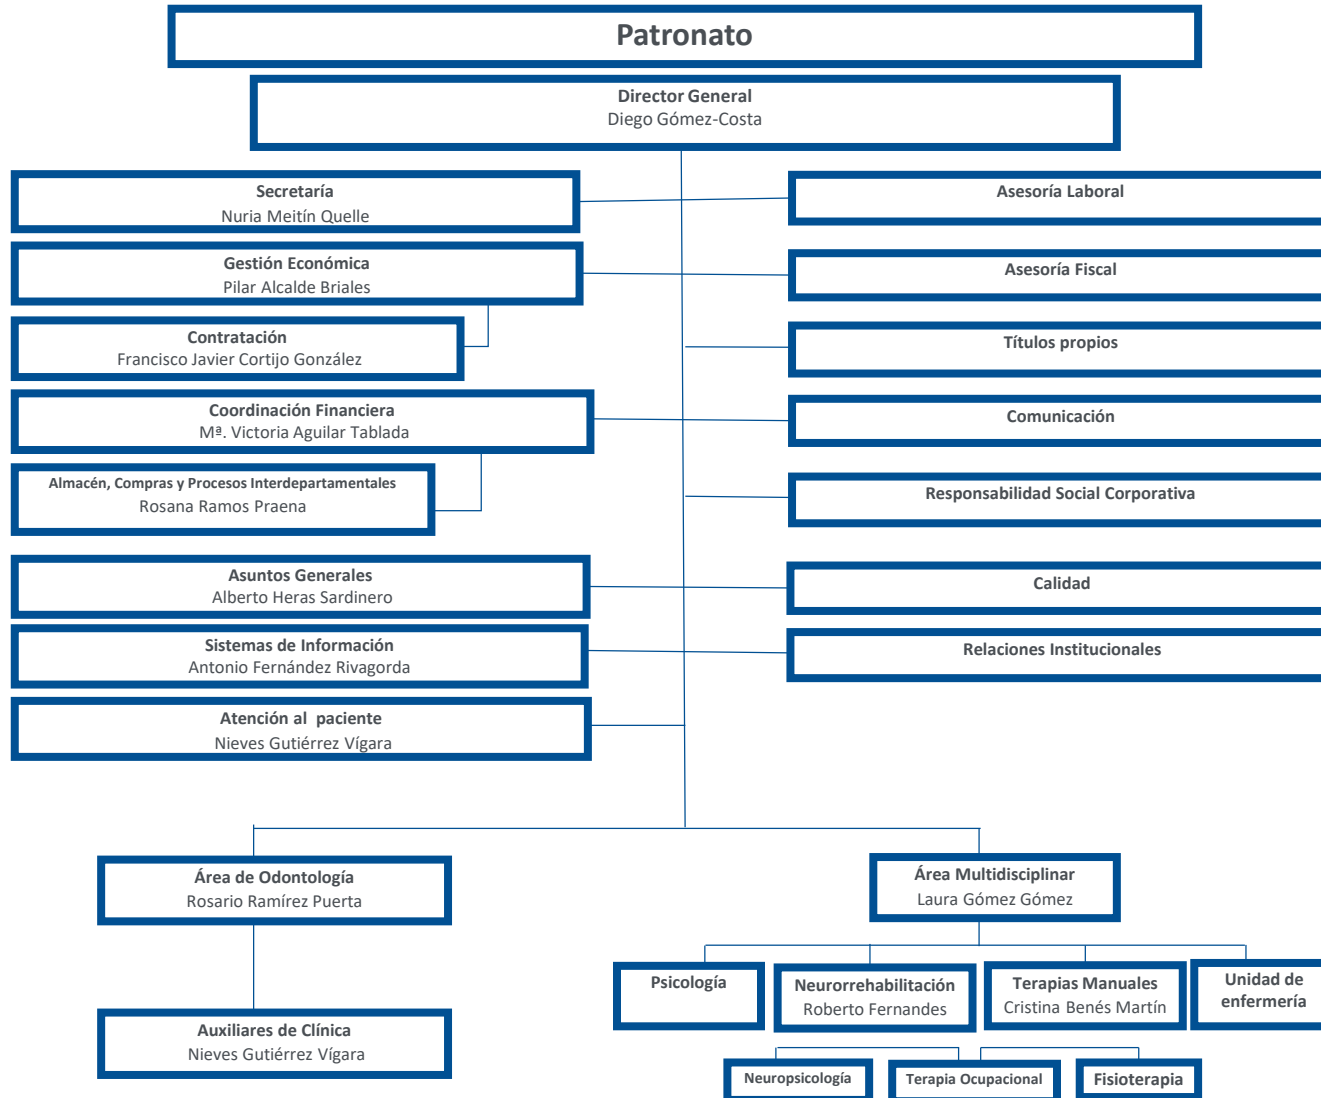 Patronato
Director General
Diego Gómez-Costa
Secretaría
Nuria Meitín Quelle
Asesoría Laboral
Gestión Económica
Pilar Alcalde Briales
Asesoría Fiscal
Contratación
Francisco Javier Cortijo González
Títulos propios
Coordinación Financiera
Mª. Victoria Aguilar Tablada
Comunicación
Almacén, Compras y Procesos Interdepartamentales
Rosana Ramos Praena
Responsabilidad Social Corporativa
Asuntos Generales
Alberto Heras Sardinero
Calidad
Sistemas de Información
Antonio Fernández Rivagorda
Relaciones Institucionales
Atención al paciente
Nieves Gutiérrez Vígara
Área de Odontología
Rosario Ramírez Puerta
Área Multidisciplinar
Laura Gómez Gómez
Auxiliares de Clínica
Nieves Gutiérrez Vígara
Psicología
Neurorrehabilitación
Roberto Fernandes
Terapias Manuales
Cristina Benés Martín
Unidad de
enfermería
Neuropsicología
Terapia Ocupacional
Fisioterapia